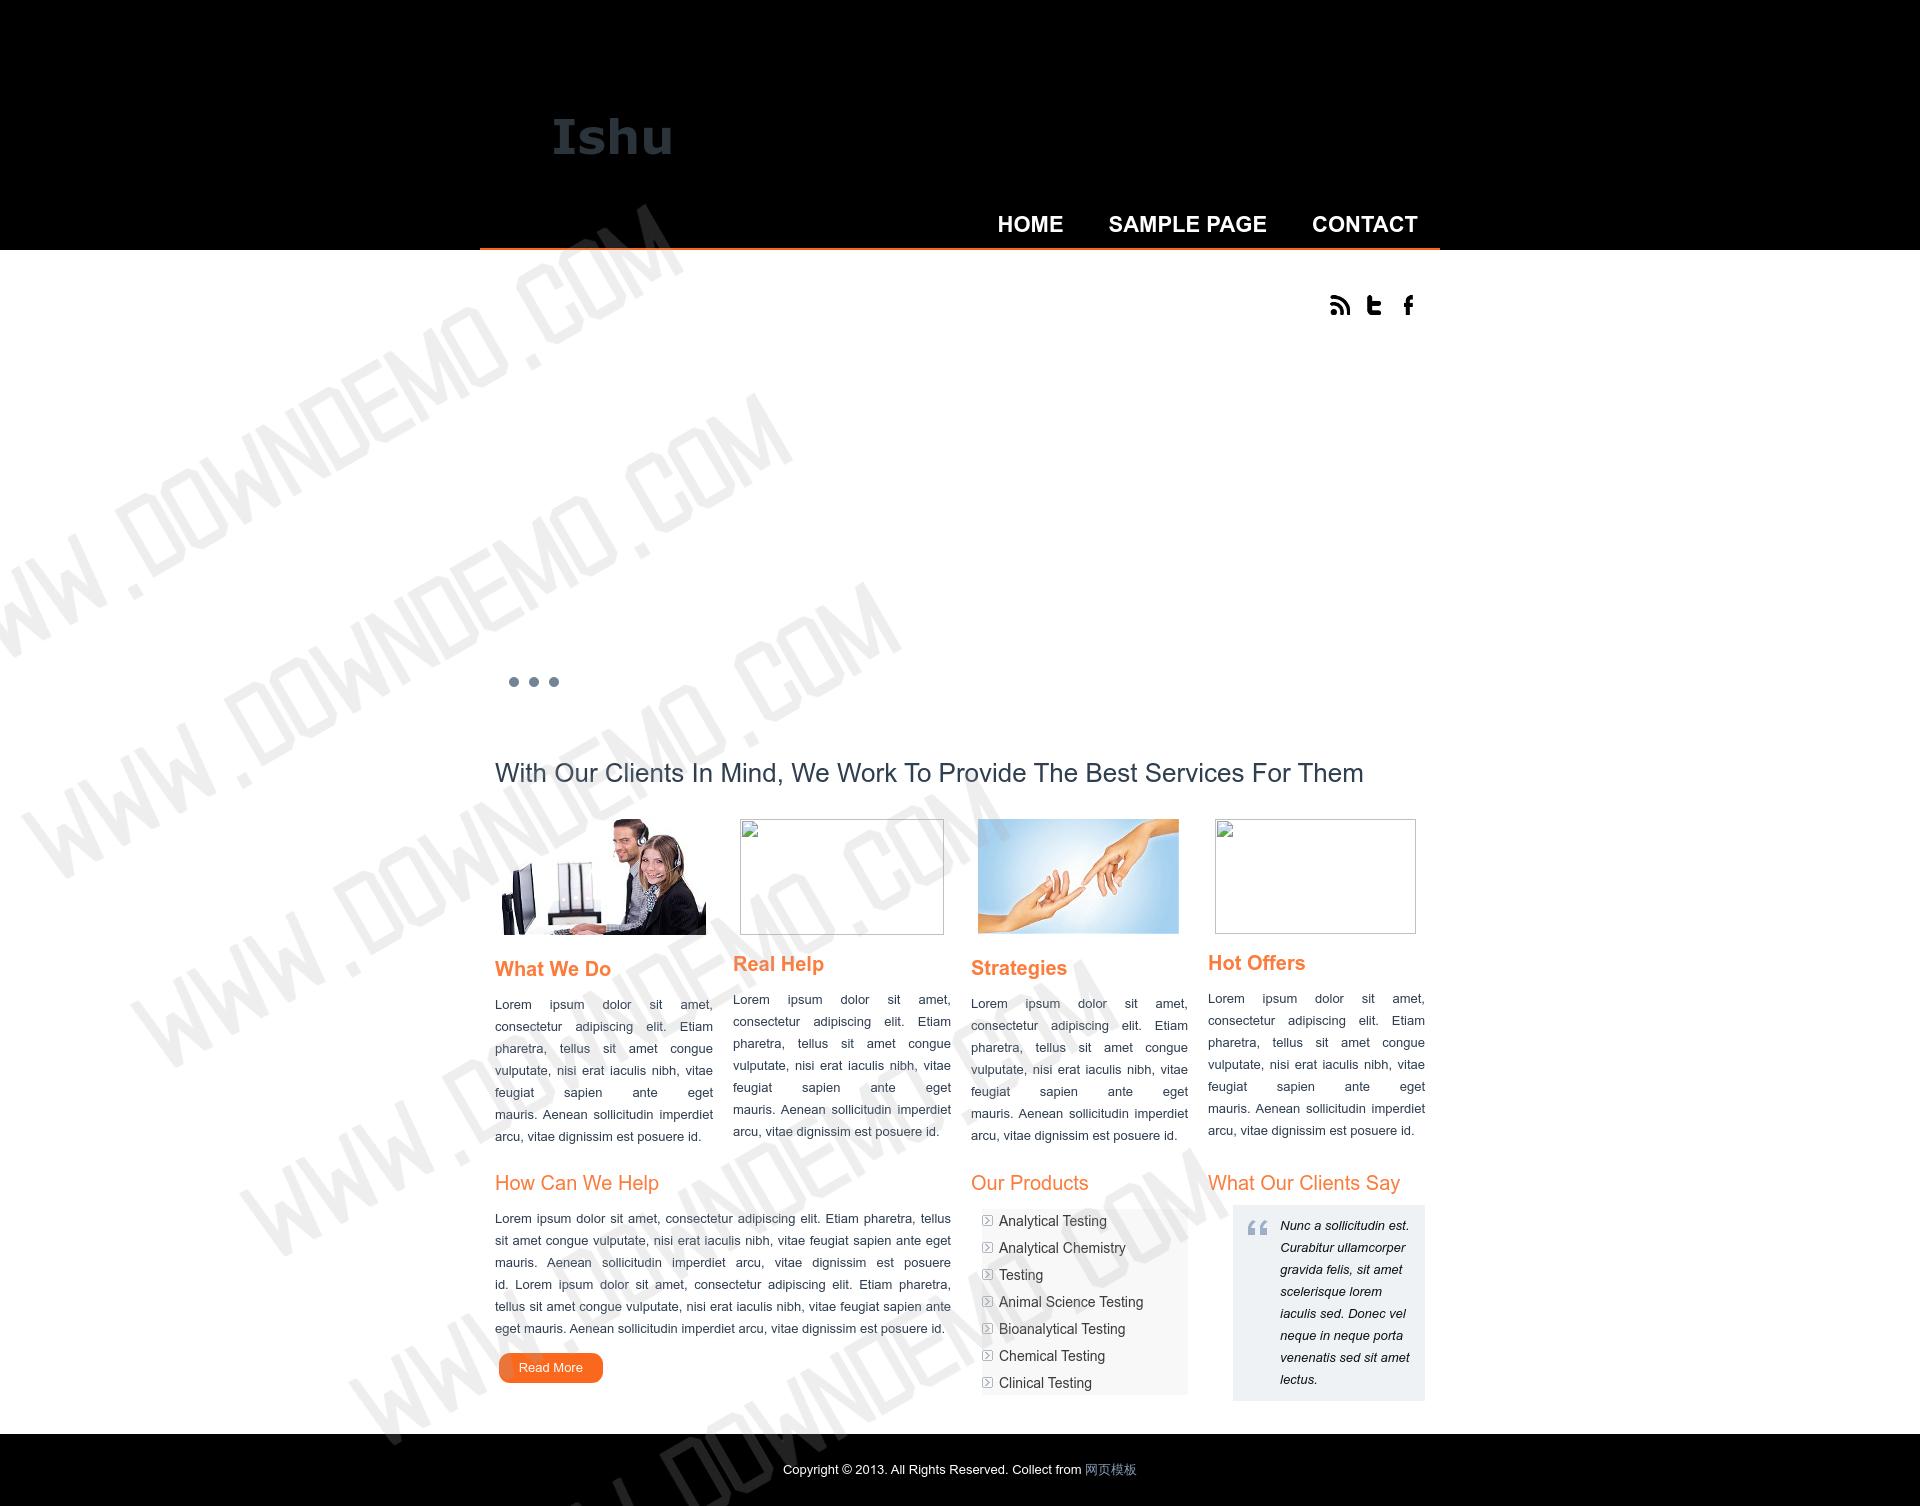 Ishu
HOME SAMPLE PAGE CONTACT
With Our Clients In Mind, We Work To Provide The Best Services For Them
What We Do
Lorem ipsum dolor sit amet,
consectetur adipiscing elit. Etiam
pharetra, tellus sit amet congue
vulputate, nisi erat iaculis nibh, vitae
feugiat sapien ante eget
mauris. Aenean sollicitudin imperdiet
arcu, vitae dignissim est posuere id.
Real Help
Lorem ipsum dolor sit amet,
consectetur adipiscing elit. Etiam
pharetra, tellus sit amet congue
vulputate, nisi erat iaculis nibh, vitae
feugiat sapien ante eget
mauris. Aenean sollicitudin imperdiet
arcu, vitae dignissim est posuere id.
Strategies
Lorem ipsum dolor sit amet,
consectetur adipiscing elit. Etiam
pharetra, tellus sit amet congue
vulputate, nisi erat iaculis nibh, vitae
feugiat sapien ante eget
mauris. Aenean sollicitudin imperdiet
arcu, vitae dignissim est posuere id.
Hot Offers
Lorem ipsum dolor sit amet,
consectetur adipiscing elit. Etiam
pharetra, tellus sit amet congue
vulputate, nisi erat iaculis nibh, vitae
feugiat sapien ante eget
mauris. Aenean sollicitudin imperdiet
arcu, vitae dignissim est posuere id.
How Can We Help
Lorem ipsum dolor sit amet, consectetur adipiscing elit. Etiam pharetra, tellus
sit amet congue vulputate, nisi erat iaculis nibh, vitae feugiat sapien ante eget
mauris. Aenean sollicitudin imperdiet arcu, vitae dignissim est posuere
id. Lorem ipsum dolor sit amet, consectetur adipiscing elit. Etiam pharetra,
tellus sit amet congue vulputate, nisi erat iaculis nibh, vitae feugiat sapien ante
eget mauris. Aenean sollicitudin imperdiet arcu, vitae dignissim est posuere id.
Read More
Our Products
Analytical Testing
Analytical Chemistry
Testing
Animal Science Testing
Bioanalytical Testing
Chemical Testing
Clinical Testing
What Our Clients Say
“ Nunc a sollicitudin est.
Curabitur ullamcorper
gravida felis, sit amet
scelerisque lorem
iaculis sed. Donec vel
neque in neque porta
venenatis sed sit amet
lectus.
Copyright © 2013. All Rights Reserved. Collect from 网页模板
WW.DOWNDEMO.COM
WWW.DOWNDEMO.COM
WWW.DOWNDEMO.COM
WWW.DOWNDEMO.COM
WWW.DOWNDEMO.COM
W.DOWNDEMO.COM